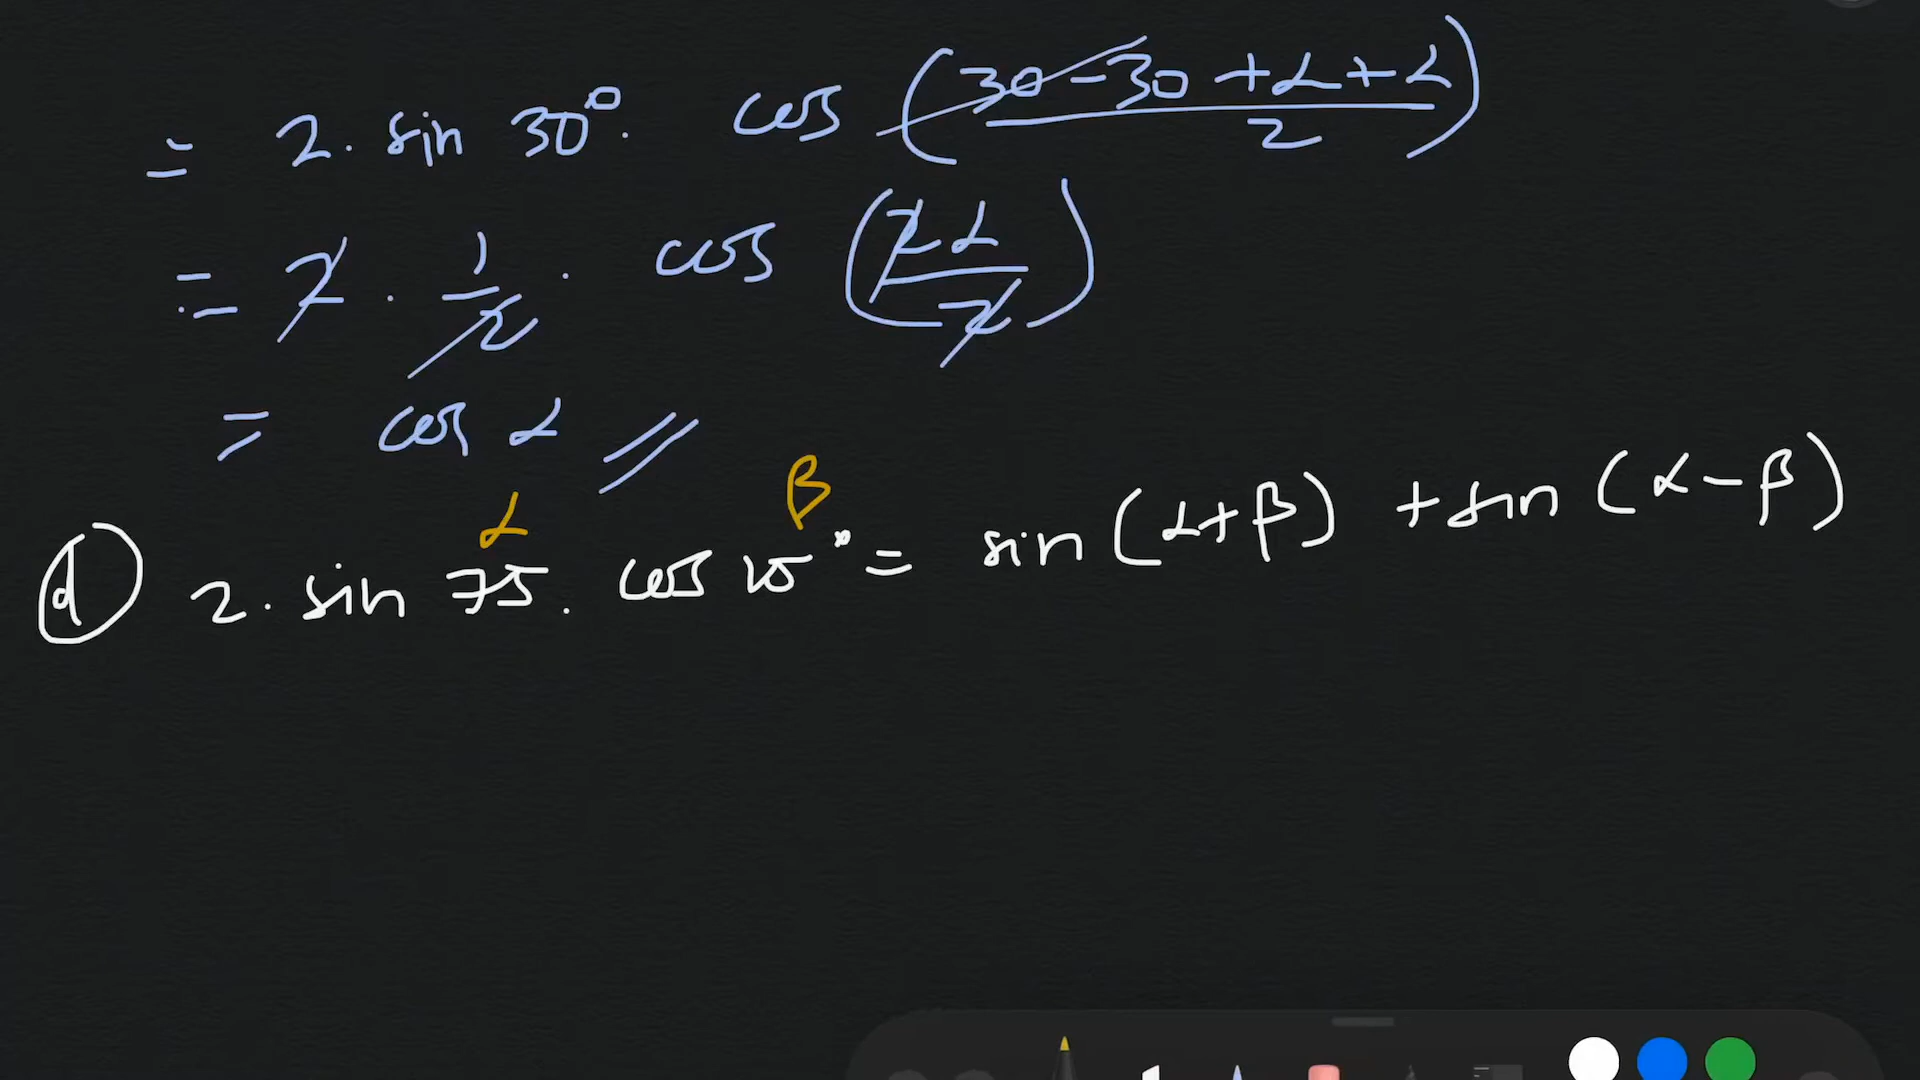 = 2. sin 30°. cos (30-30+α+α/2)
= 2 . 1/2 . cos (2α/2)
= cos α //
α β
d 2. sin 75. cos 15° = sin (α+β) + sin (α-β)